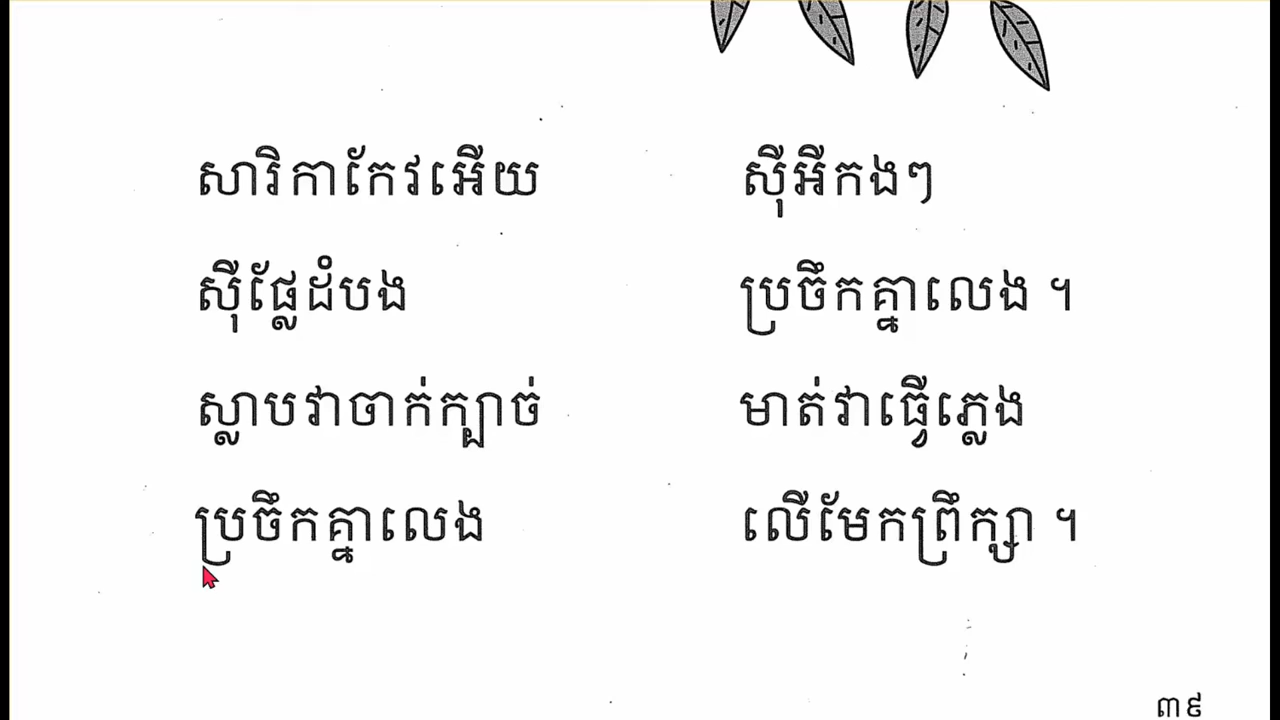 សារិកាកែវអើយ ស៊ីអីកងៗ
ស៊ីផ្លែដំបង ប្រចឹកគ្នាលេង ។
ស្លាបវាចាក់ក្បាច់ មាត់វាធ្វើភ្លេង
ប្រចឹកគ្នាលេង លើមែកព្រឹក្សា ។
៣៩